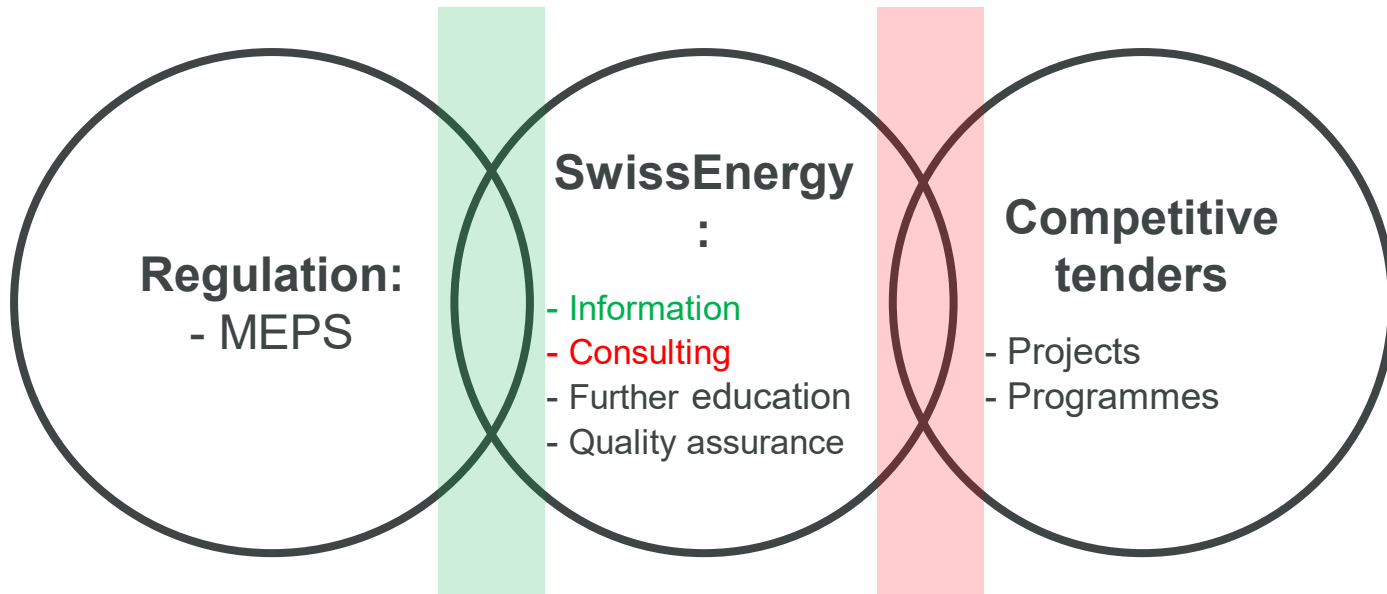 Regulation:
- MEPS
SwissEnergy
:
- Information
- Consulting
- Further education
- Quality assurance
Competitive
tenders
- Projects
- Programmes